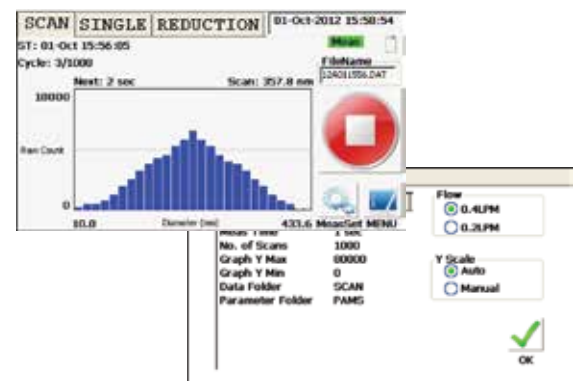 SCAN SINGLE REDUCTION 01-Oct-2012 15:58:54
ST: 01-Oct 15:56:05
Meas
Cycle: 3/1000
FileName
Next: 2 sec Scan: 357.8 nm
10000
Raw Count
0
10.0 Diameter [nm] 433.6 MeasSet MENU
Flow
0.4LPM
0.2LPM
Meas Time 1 sec
No. of Scans 1000
Graph Y Max 80000
Graph Y Min 0
Data Folder SCAN
Parameter Folder PAMS
Y Scale
Auto
Manual
OK